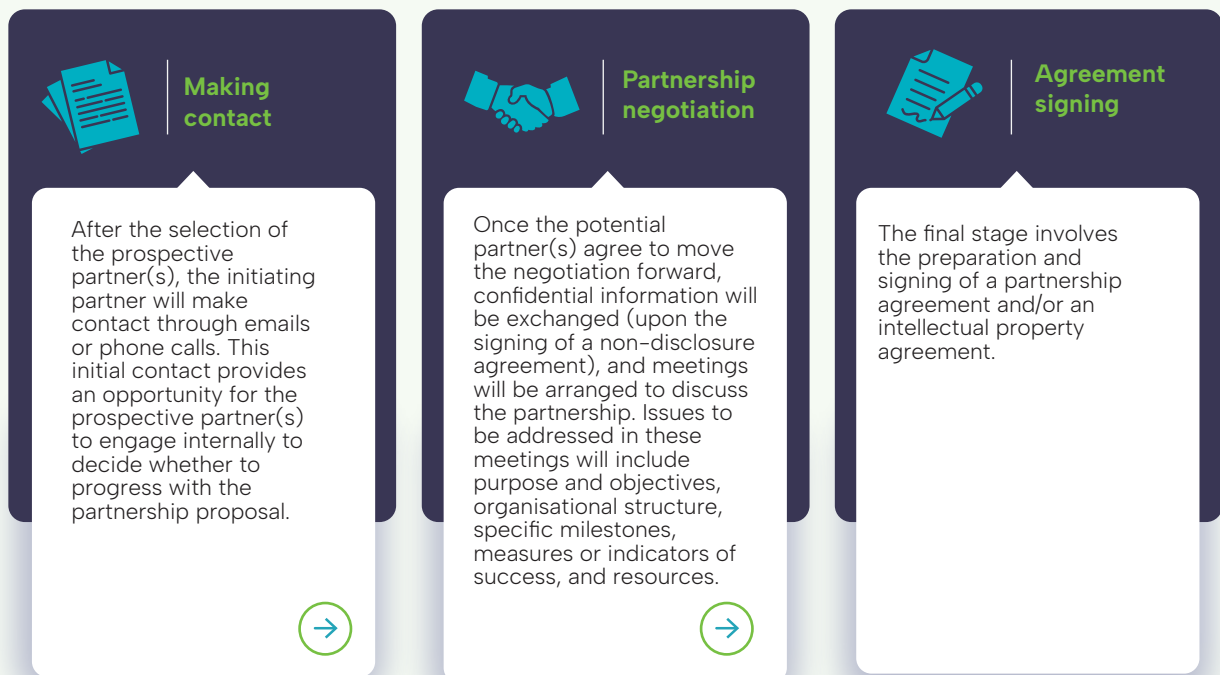 Making
contact
After the selection of
the prospective
partner(s), the initiating
partner will make
contact through emails
or phone calls. This
initial contact provides
an opportunity for the
prospective partner(s)
to engage internally to
decide whether to
progress with the
partnership proposal.
Partnership
negotiation
Once the potential
partner(s) agree to move
the negotiation forward,
confidential information will
be exchanged (upon the
signing of a non-disclosure
agreement), and meetings
will be arranged to discuss
the partnership. Issues to
be addressed in these
meetings will include
purpose and objectives,
organisational structure,
specific milestones,
measures or indicators of
success, and resources.
Agreement
signing
The final stage involves
the preparation and
signing of a partnership
agreement and/or an
intellectual property
agreement.